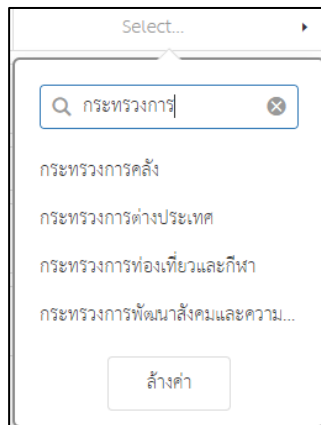 Select...
กระทรวงการ
กระทรวงการคลัง
กระทรวงการต่างประเทศ
กระทรวงการท่องเที่ยวและกีฬา
กระทรวงการพัฒนาสังคมและความ...
ล้างค่า